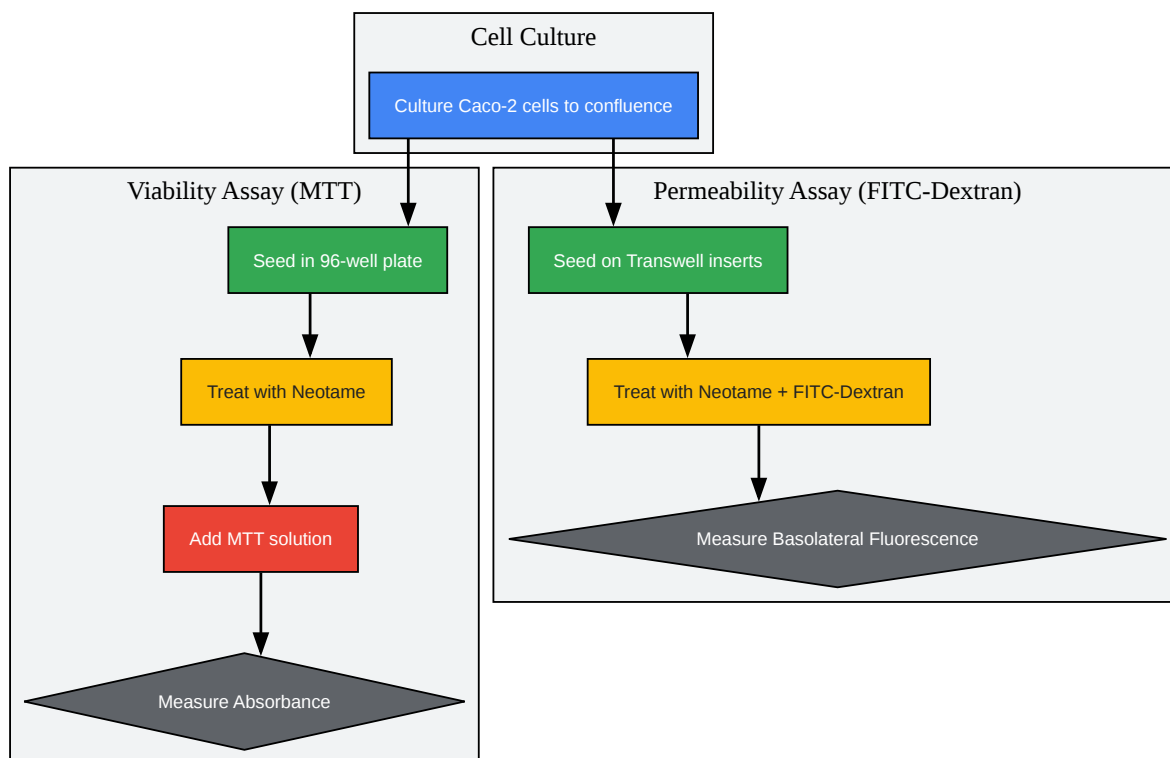 Cell Culture
Culture Caco-2 cells to confluence
Viability Assay (MTT)
Seed in 96-well plate
Treat with Neotame
Add MTT solution
Measure Absorbance
Permeability Assay (FITC-Dextran)
Seed on Transwell inserts
Treat with Neotame + FITC-Dextran
Measure Basolateral Fluorescence